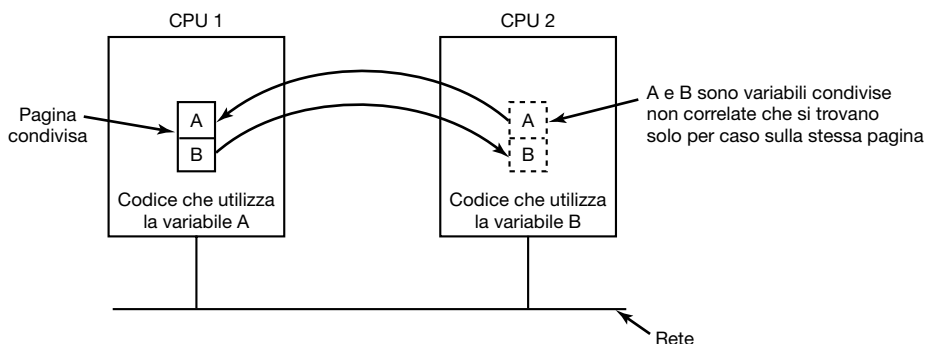 CPU 1
CPU 2
Pagina
condivisa
A
B
A
B
A e B sono variabili condivise
non correlate che si trovano
solo per caso sulla stessa pagina
Codice che utilizza
la variabile A
Codice che utilizza
la variabile B
Rete